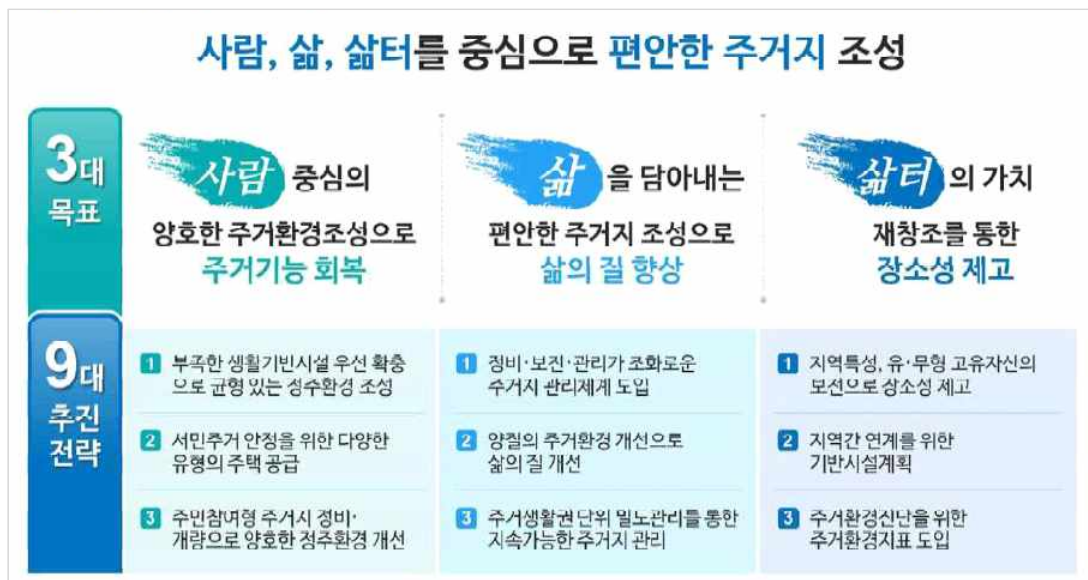 사람, 삶, 삶터를 중심으로 편안한 주거지 조성
3대
목표
사람 중심의
양호한 주거환경조성으로
주거기능 회복
삶을 담아내는
편안한 주거지 조성으로
삶의 질 향상
삶터의 가치
재창조를 통한
장소성 제고
9대
추진
전략
1 부족한 생활기반시설 우선 확충
으로 균형 있는 정주환경 조성
2 서민주거 안정을 위한 다양한
유형의 주택 공급
3 주민참여형 주거지 정비·
개량으로 양호한 정주환경 개선
1 정비·보전·관리가 조화로운
주거지 관리체계 도입
2 양질의 주거환경 개선으로
삶의 질 개선
3 주거생활권 단위 밀도관리를 통한
지속가능한 주거지 관리
1 지역특성, 유·무형 고유자산의
보전으로 장소성 제고
2 지역간 연계를 위한
기반시설계획
3 주거환경진단을 위한
주거환경지표 도입